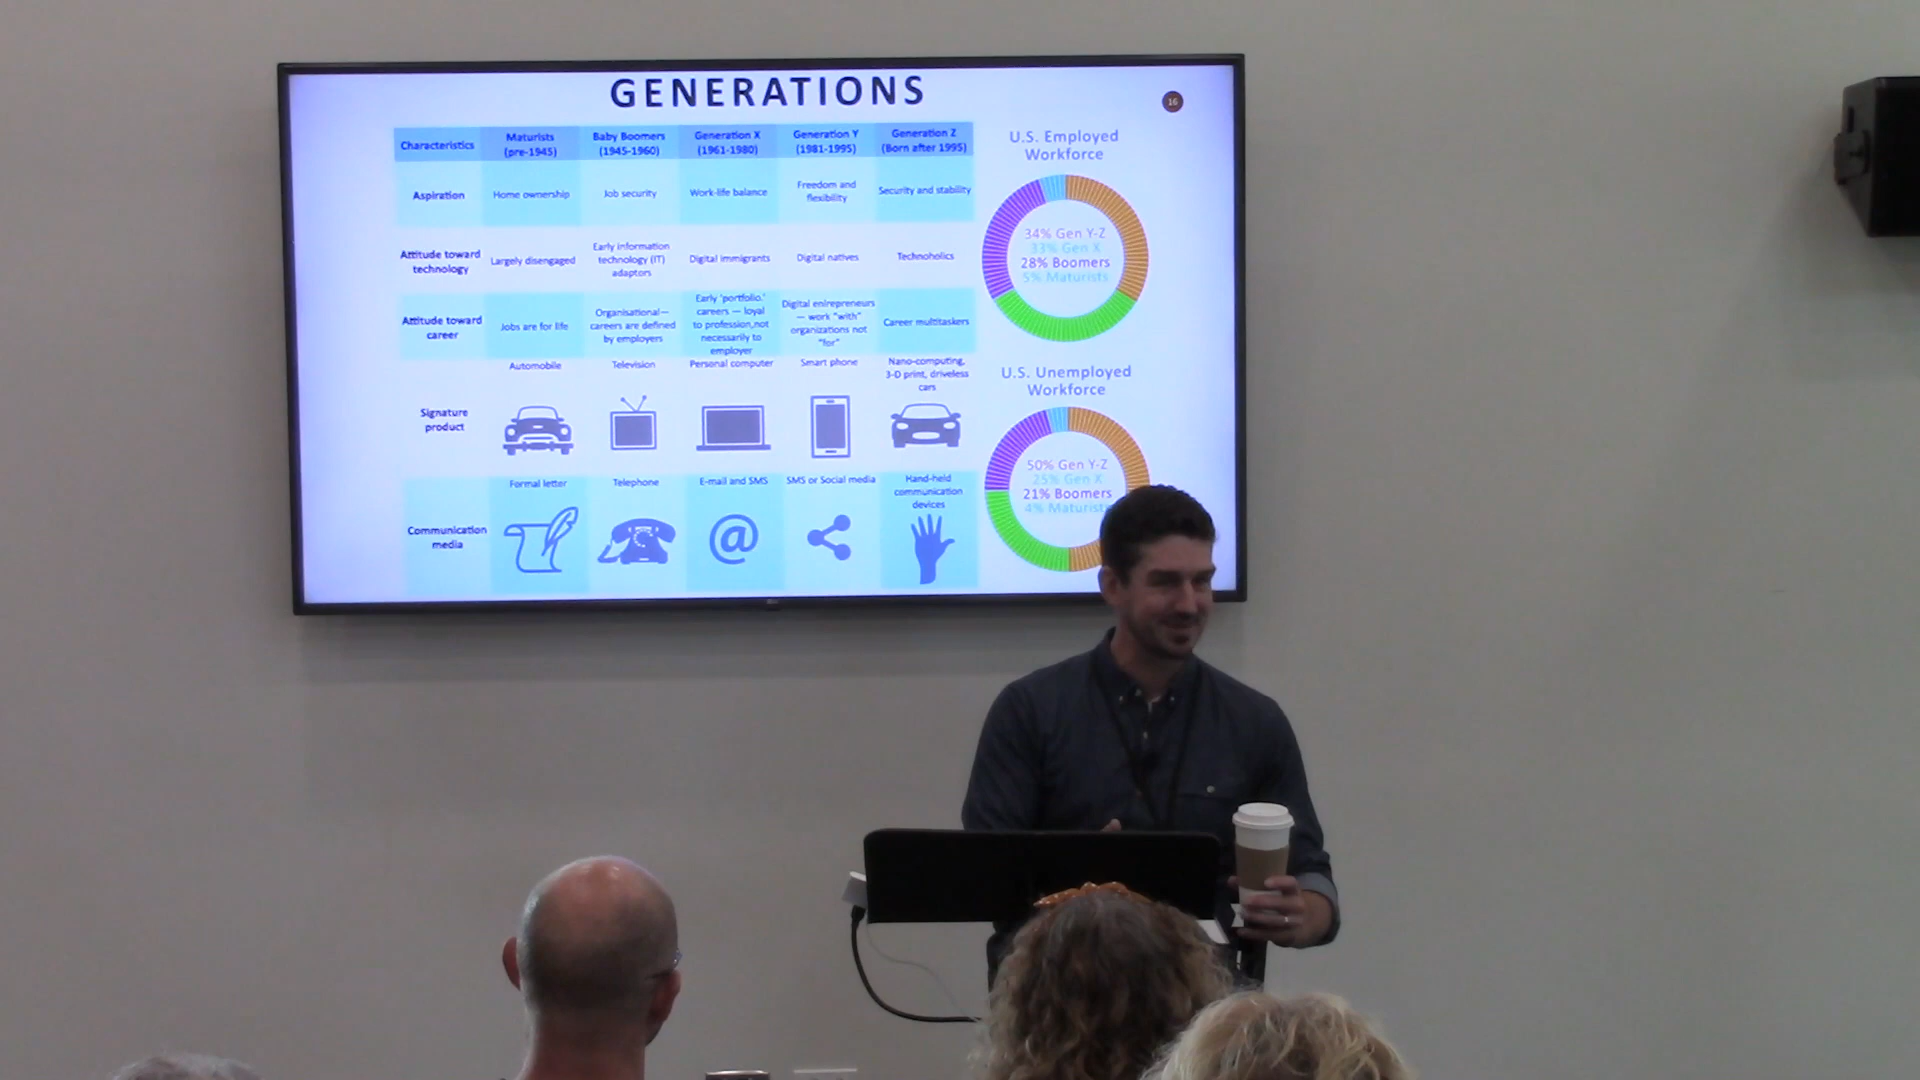 GENERATIONS
16
Characteristics
Maturists
(pre-1945)
Baby Boomers
(1945-1960)
Generation X
(1961-1980)
Generation Y
(1981-1995)
Generation Z
(Born after 1995)
Aspiration
Home ownership
Job security
Work-life balance
Freedom and
flexibility
Security and stability
Attitude toward
technology
Largely disengaged
Early information
technology (IT)
adaptors
Digital immigrants
Digital natives
Technoholics
Attitude toward
career
Jobs are for life
Organisational—
careers are defined
by employers
Early 'portfolio.'
careers — loyal
to profession,not
necessarily to
employer
Digital enirepreneurs
— work "with"
organizations not
"for"
Career multitaskers
Signature
product
Automobile
Television
Personal computer
Smart phone
Nano-computing,
3-D print, driveless
cars
Communication
media
Formal letter
Telephone
E-mail and SMS
@
SMS or Social media
Hand-held
communication
devices
U.S. Employed
Workforce
34% Gen Y-Z
33% Gen X
28% Boomers
5% Maturists
U.S. Unemployed
Workforce
50% Gen Y-Z
25% Gen X
21% Boomers
4% Maturists